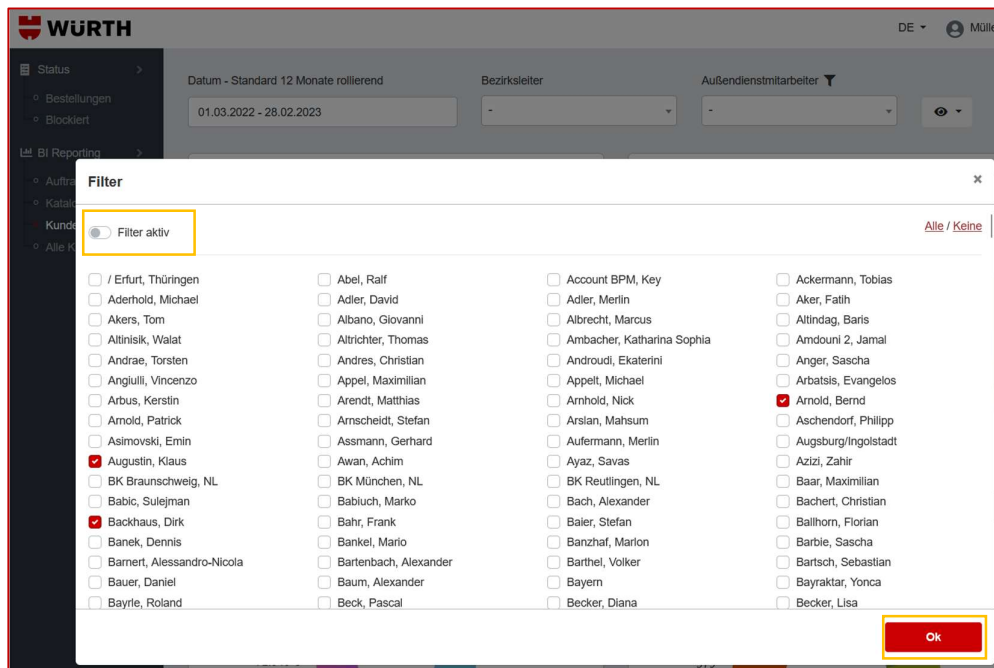 WÜRTH
DE
Mülle
Status
Bestellungen
Blockiert
BI Reporting
Auftra
Katalo
Kunde
Alle K
Datum - Standard 12 Monate rollierend
Bezirksleiter
Außendienstmitarbeiter
01.03.2022 - 28.02.2023
-
-
Filter
×
Filter aktiv
Alle / Keine
/ Erfurt, Thüringen Abel, Ralf Account BPM, Key Ackermann, Tobias
Aderhold, Michael Adler, David Adler, Merlin Aker, Fatih
Akers, Tom Albano, Giovanni Albrecht, Marcus Altindag, Baris
Altinisik, Walat Altrichter, Thomas Ambacher, Katharina Sophia Amdouni 2, Jamal
Andrae, Torsten Andres, Christian Androudi, Ekaterini Anger, Sascha
Angiulli, Vincenzo Appel, Maximilian Appelt, Michael Arbatsis, Evangelos
Arbus, Kerstin Arendt, Matthias Arnhold, Nick Arnold, Bernd
Arnold, Patrick Arnscheidt, Stefan Arslan, Mahsum Aschendorf, Philipp
Asimovski, Emin Assmann, Gerhard Aufermann, Merlin Augsburg/Ingolstadt
Augustin, Klaus Awan, Achim Ayaz, Savas Azizi, Zahir
BK Braunschweig, NL BK München, NL BK Reutlingen, NL Baar, Maximilian
Babic, Sulejman Babiuch, Marko Bach, Alexander Bachert, Christian
Backhaus, Dirk Bahr, Frank Baier, Stefan Ballhorn, Florian
Banek, Dennis Bankel, Mario Banzhaf, Marlon Barbie, Sascha
Barnert, Alessandro-Nicola Bartenbach, Alexander Barthel, Volker Bartsch, Sebastian
Bauer, Daniel Baum, Alexander Bayern Bayraktar, Yonca
Bayrle, Roland Beck, Pascal Becker, Diana Becker, Lisa
Ok